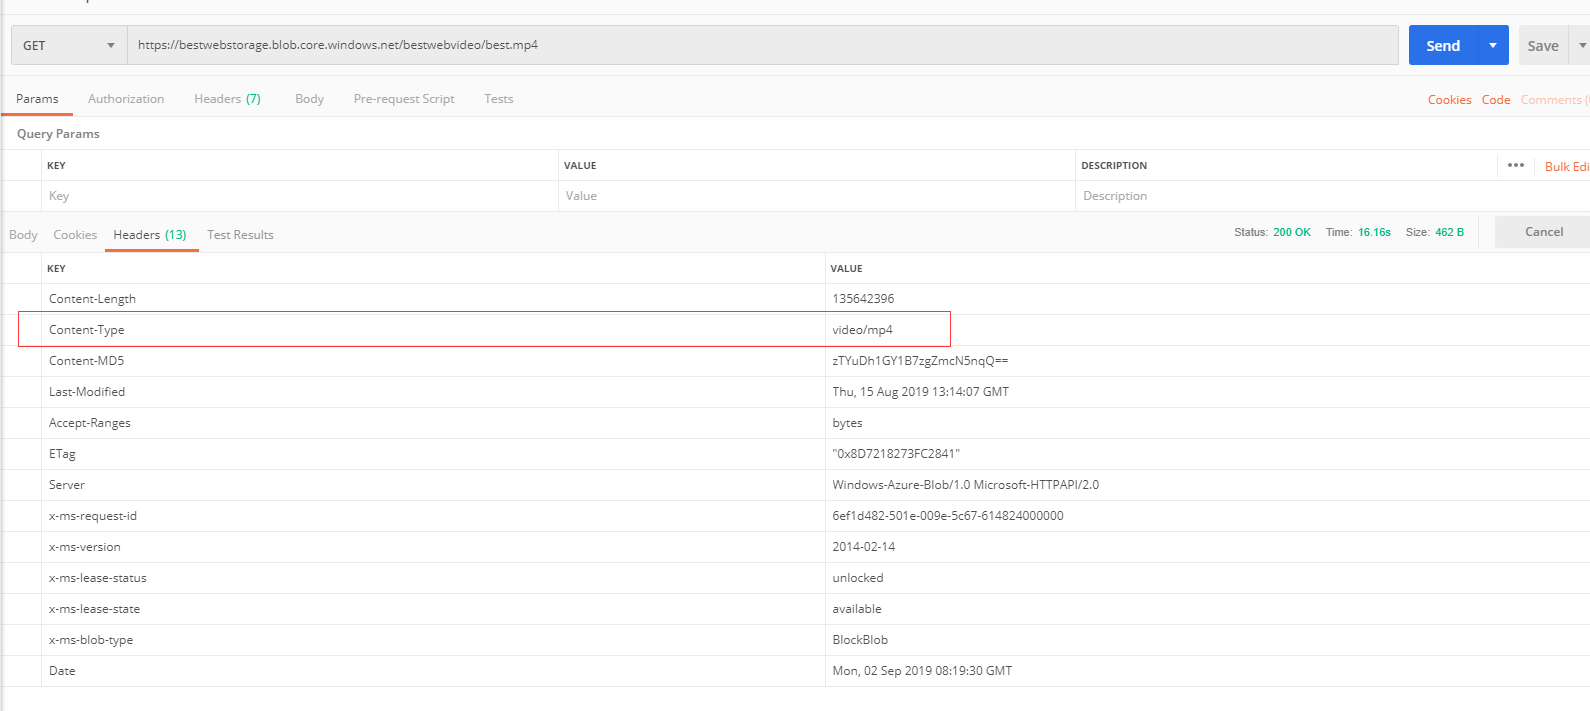 GET https://bestwebstorage.blob.core.windows.net/bestwebvideo/best.mp4 Send Save
Params Authorization Headers (7) Body Pre-request Script Tests Cookies Code Comments (
Query Params
KEY VALUE DESCRIPTION ••• Bulk Edi
Key Value Description
Body Cookies Headers (13) Test Results Status: 200 OK Time: 16.16s Size: 462 B Cancel
KEY VALUE
Content-Length 135642396
Content-Type video/mp4
Content-MD5 zTYuDh1GY1B7zgZmcN5nqQ==
Last-Modified Thu, 15 Aug 2019 13:14:07 GMT
Accept-Ranges bytes
ETag "0x8D7218273FC2841"
Server Windows-Azure-Blob/1.0 Microsoft-HTTPAPI/2.0
x-ms-request-id 6ef1d482-501e-009e-5c67-614824000000
x-ms-version 2014-02-14
x-ms-lease-status unlocked
x-ms-lease-state available
x-ms-blob-type BlockBlob
Date Mon, 02 Sep 2019 08:19:30 GMT